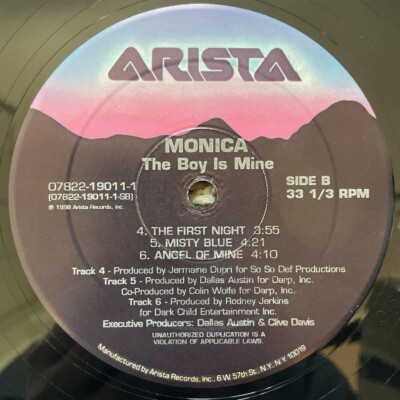 ARISTA
MONICA
The Boy Is Mine
07822-19011-1
(07822-19011-1-SB)
℗ 1998 Arista Records, Inc.
SIDE B
33 1/3 RPM
4. THE FIRST NIGHT 3:55
5. MISTY BLUE 4:21
6. ANGEL OF MINE 4:10
Track 4 - Produced by Jermaine Dupri for So So Def Productions
Track 5 - Produced by Dallas Austin for Darp, Inc.
Co-Produced by Colin Wolfe for Darp, Inc.
Track 6 - Produced by Rodney Jerkins
for Dark Child Entertainment Inc.
Executive Producers: Dallas Austin & Clive Davis
UNAUTHORIZED DUPLICATION IS A
VIOLATION OF APPLICABLE LAWS.
Manufactured by Arista Records, Inc., 6 W. 57th St., N.Y., N.Y. 10019